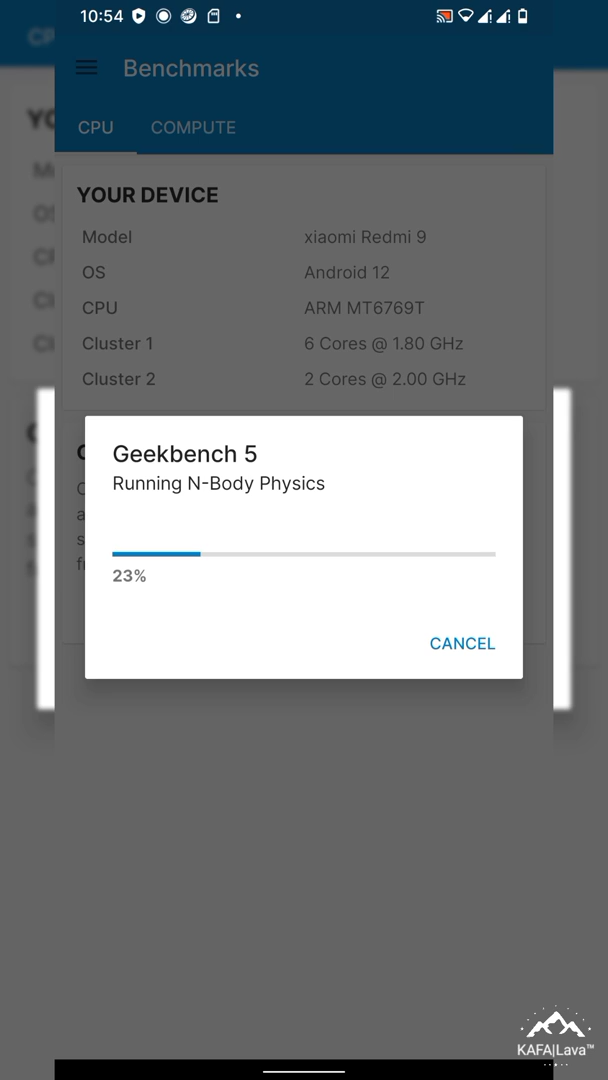 10:54
Benchmarks
CPU COMPUTE
YOUR DEVICE
Model xiaomi Redmi 9
OS Android 12
CPU ARM MT6769T
Cluster 1 6 Cores @ 1.80 GHz
Cluster 2 2 Cores @ 2.00 GHz
Geekbench 5
Running N-Body Physics
23%
CANCEL
KAFA|Lava™